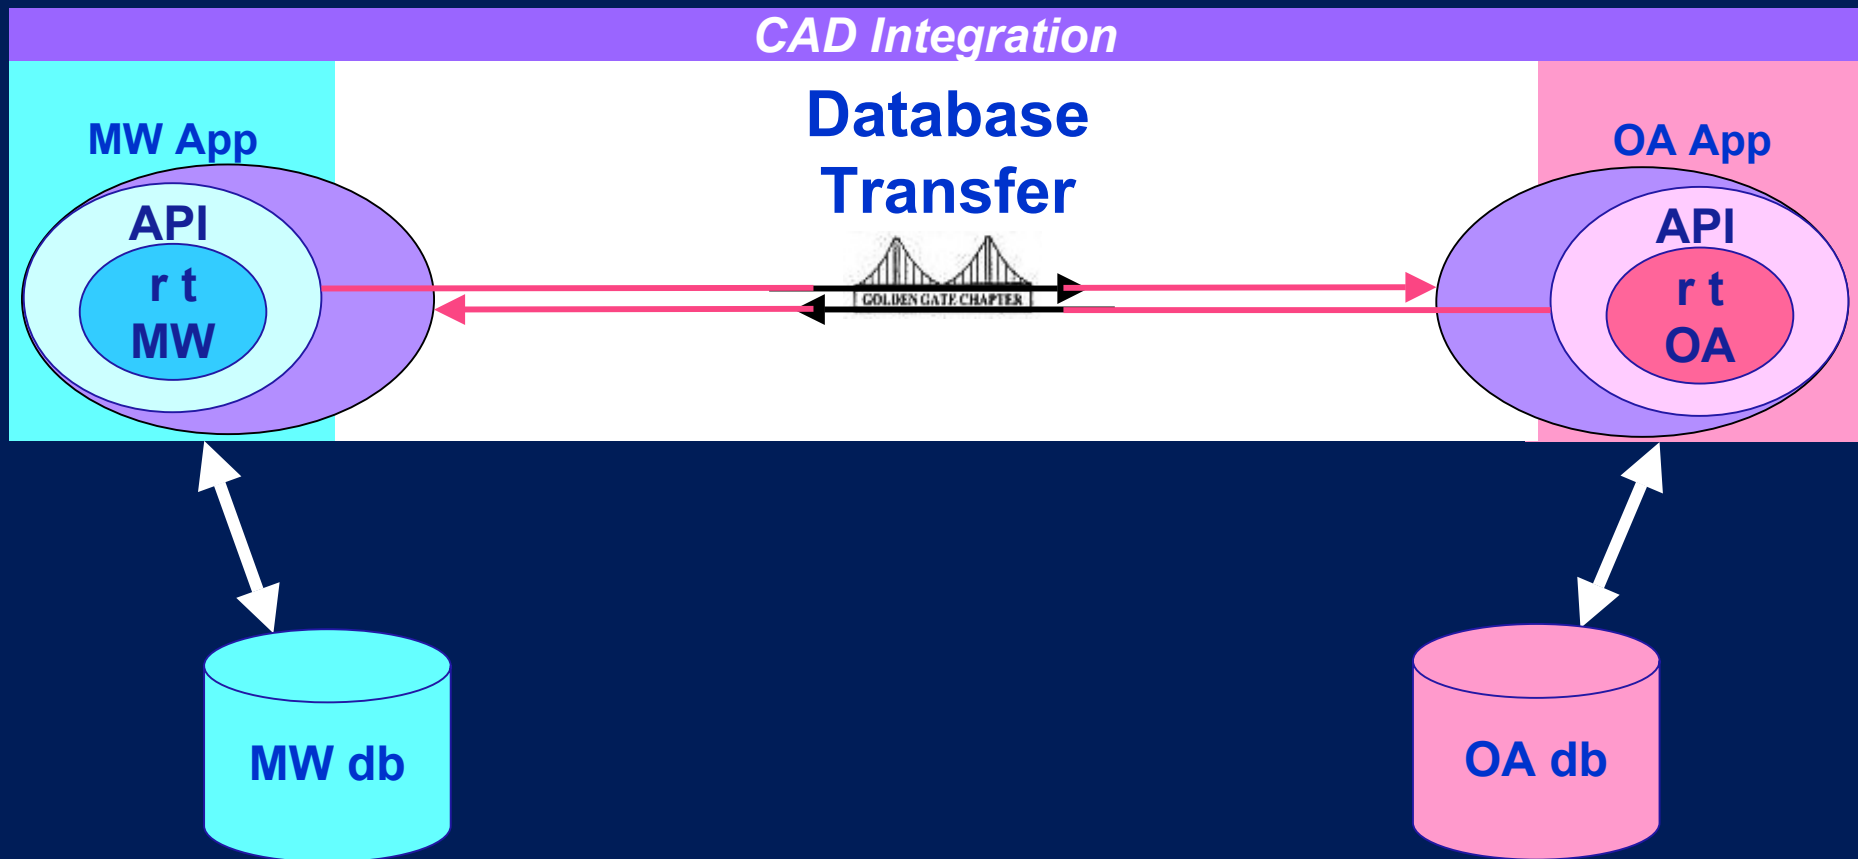 CAD Integration
Database
Transfer
MW App
OA App
API
r t
MW
API
r t
OA
GOLDEN GATE CHAPTER
MW db
OA db